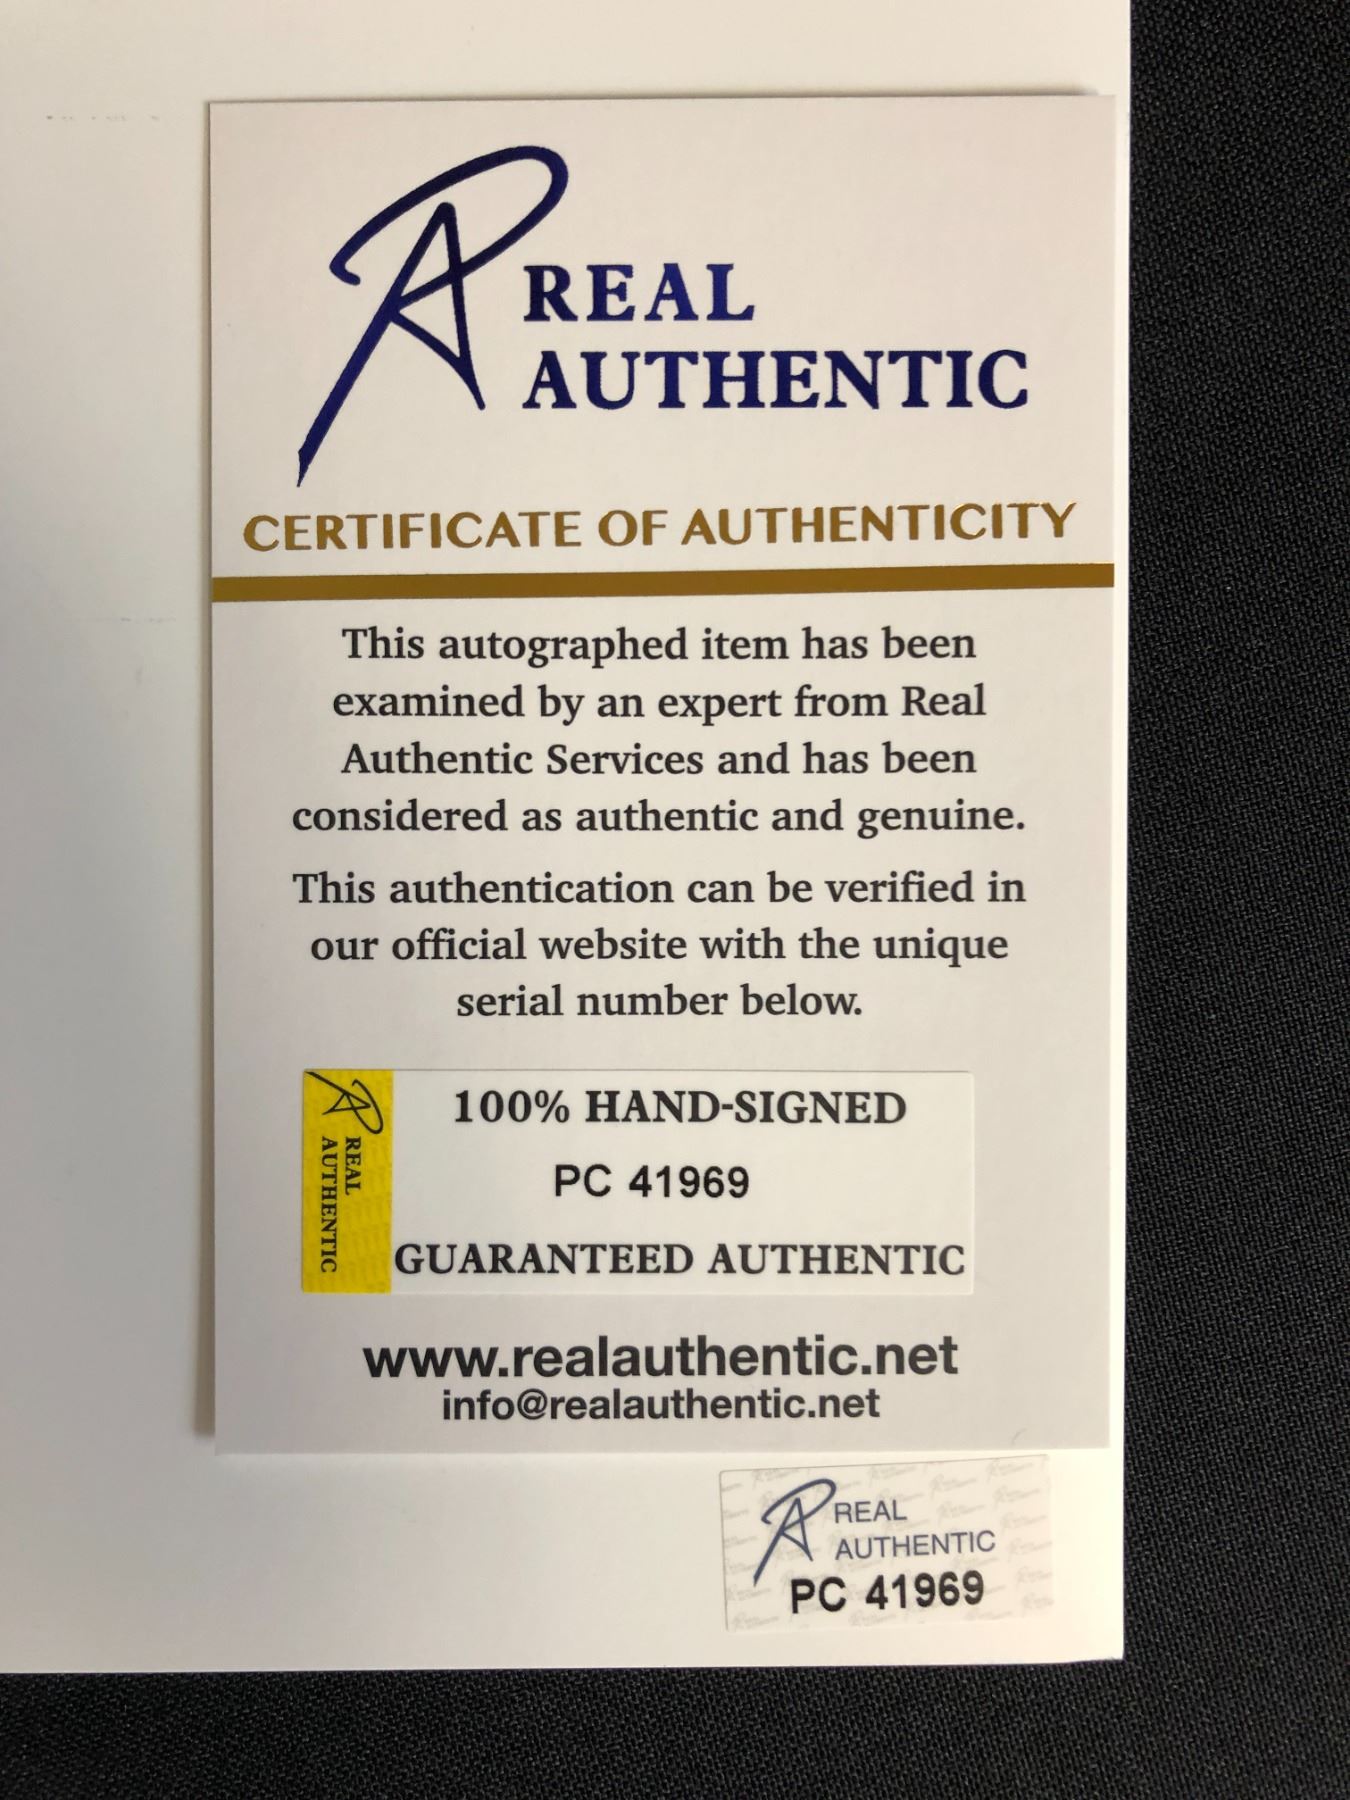 REAL
AUTHENTIC
CERTIFICATE OF AUTHENTICITY
This autographed item has been
examined by an expert from Real
Authentic Services and has been
considered as authentic and genuine.
This authentication can be verified in
our official website with the unique
serial number below.
REAL
AUTHENTIC
100% HAND-SIGNED
PC 41969
GUARANTEED AUTHENTIC
www.realauthentic.net
info@realauthentic.net
REAL
AUTHENTIC
PC 41969